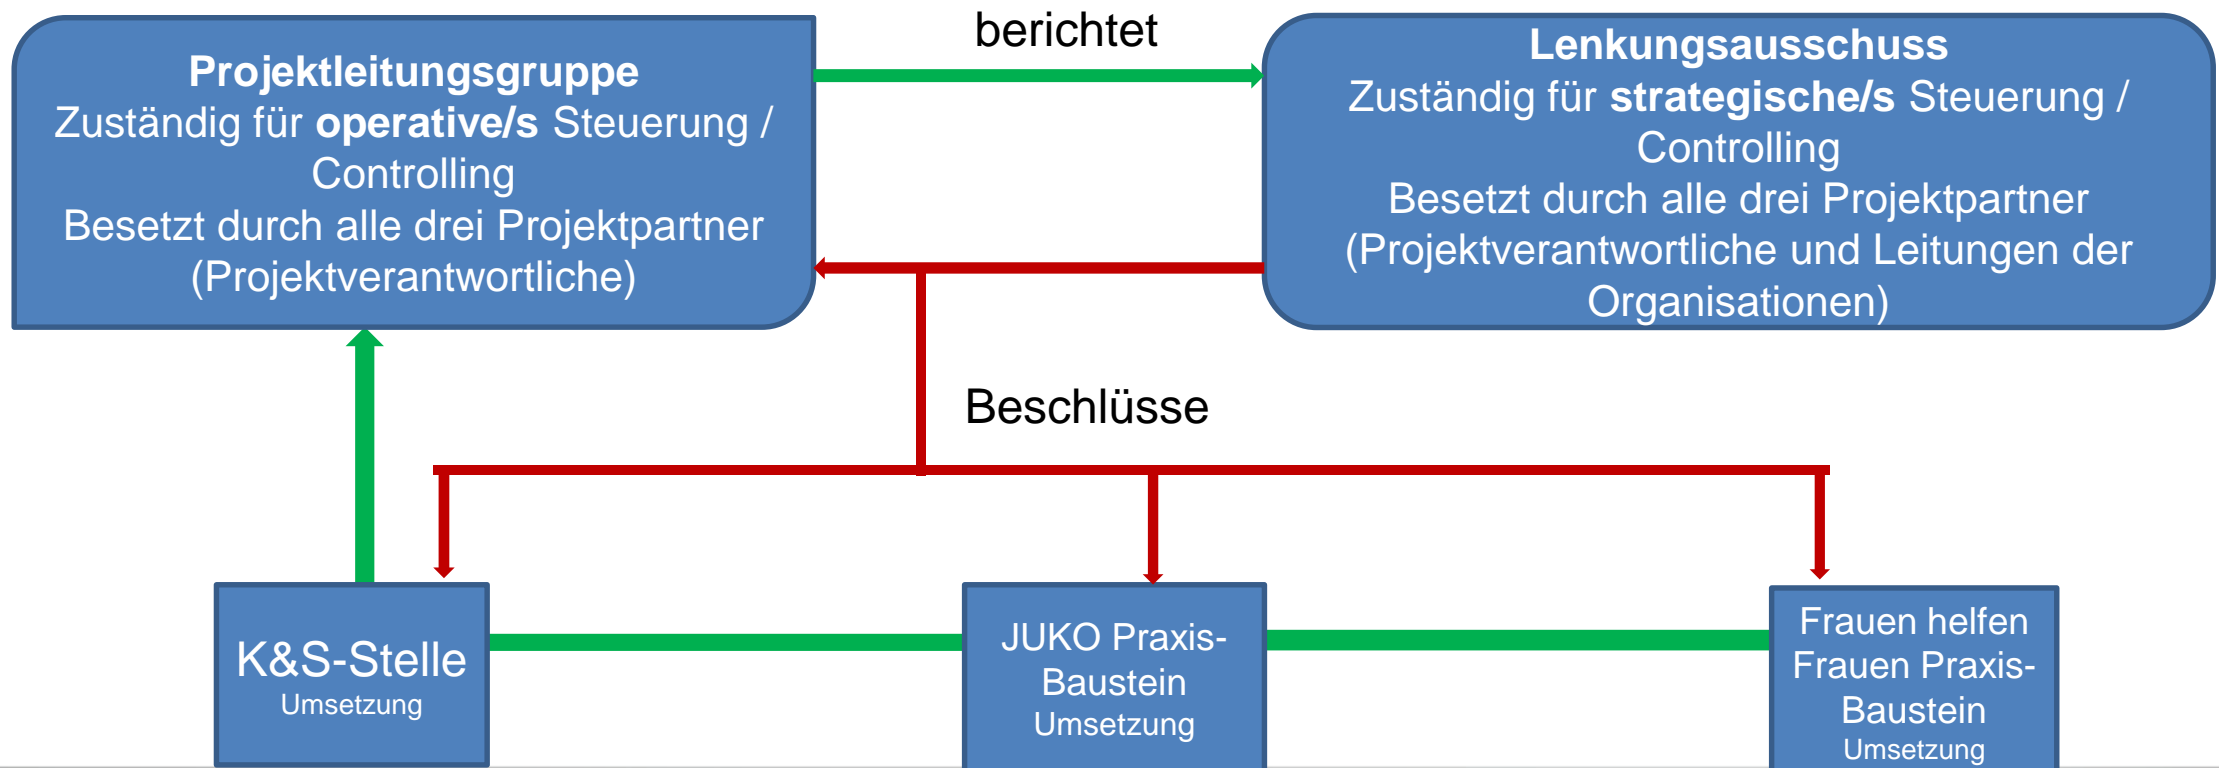 Projektleitungsgruppe
Zuständig für operative/s Steuerung /
Controlling
Besetzt durch alle drei Projektpartner
(Projektverantwortliche)
berichtet
Lenkungsausschuss
Zuständig für strategische/s Steuerung /
Controlling
Besetzt durch alle drei Projektpartner
(Projektverantwortliche und Leitungen der
Organisationen)
Beschlüsse
K&S-Stelle
Umsetzung
JUKO Praxis-
Baustein
Umsetzung
Frauen helfen
Frauen Praxis-
Baustein
Umsetzung